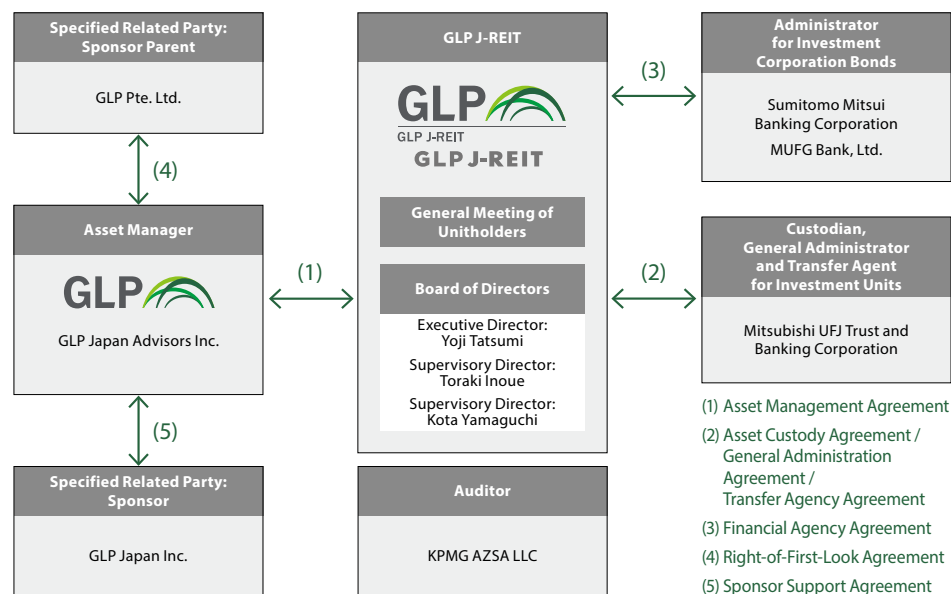 Specified Related Party:
Sponsor Parent
GLP Pte. Ltd.
(4)
Asset Manager
GLP
GLP Japan Advisors Inc.
(5)
Specified Related Party:
Sponsor
GLP Japan Inc.
(1)
GLP J-REIT
GLP
GLP J-REIT
GLP J-REIT
General Meeting of
Unitholders
Board of Directors
Executive Director:
Yoji Tatsumi
Supervisory Director:
Toraki Inoue
Supervisory Director:
Kota Yamaguchi
Auditor
KPMG AZSA LLC
(3)
Administrator
for Investment
Corporation Bonds
Sumitomo Mitsui
Banking Corporation
MUFG Bank, Ltd.
(2)
Custodian,
General Administrator
and Transfer Agent
for Investment Units
Mitsubishi UFJ Trust and
Banking Corporation
(1) Asset Management Agreement
(2) Asset Custody Agreement /
General Administration
Agreement /
Transfer Agency Agreement
(3) Financial Agency Agreement
(4) Right-of-First-Look Agreement
(5) Sponsor Support Agreement